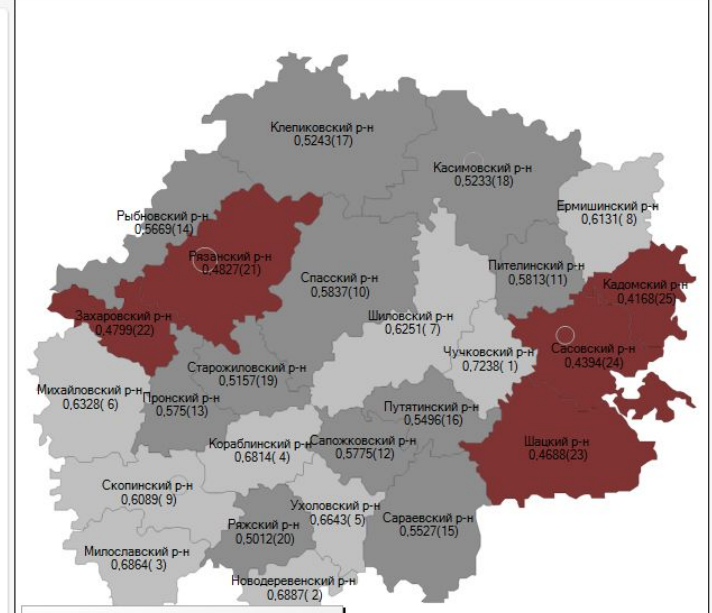 Клепиковский р-н
0,5243(17)
Касимовский р-н
0,5233(18)
Ермишинский р-н
0,6131( 8)
Рыбновский р-н
0,5669(14)
Рязанский р-н
0,4827(21)
Спасский р-н
0,5837(10)
Пителинский р-н
0,5813(11)
Кадомский р-н
0,4168(25)
Захаровский р-н
0,4799(22)
Шиловский р-н
0,6251( 7)
Чучковский р-н
0,7238( 1)
Сасовский р-н
0,4394(24)
Старожиловский р-н
0,5157(19)
Михайловский р-н
0,6328( 6)
Пронский р-н
0,575(13)
Путятинский р-н
0,5496(16)
Кораблинский р-н
0,6814( 4)
Сапожковский р-н
0,5775(12)
Шацкий р-н
0,4688(23)
Скопинский р-н
0,6089( 9)
Ухоловский р-н
0,6643( 5)
Сараевский р-н
0,5527(15)
Ряжский р-н
0,5012(20)
Милославский р-н
0,6864( 3)
Новодеревенский р-н
0,6887( 2)